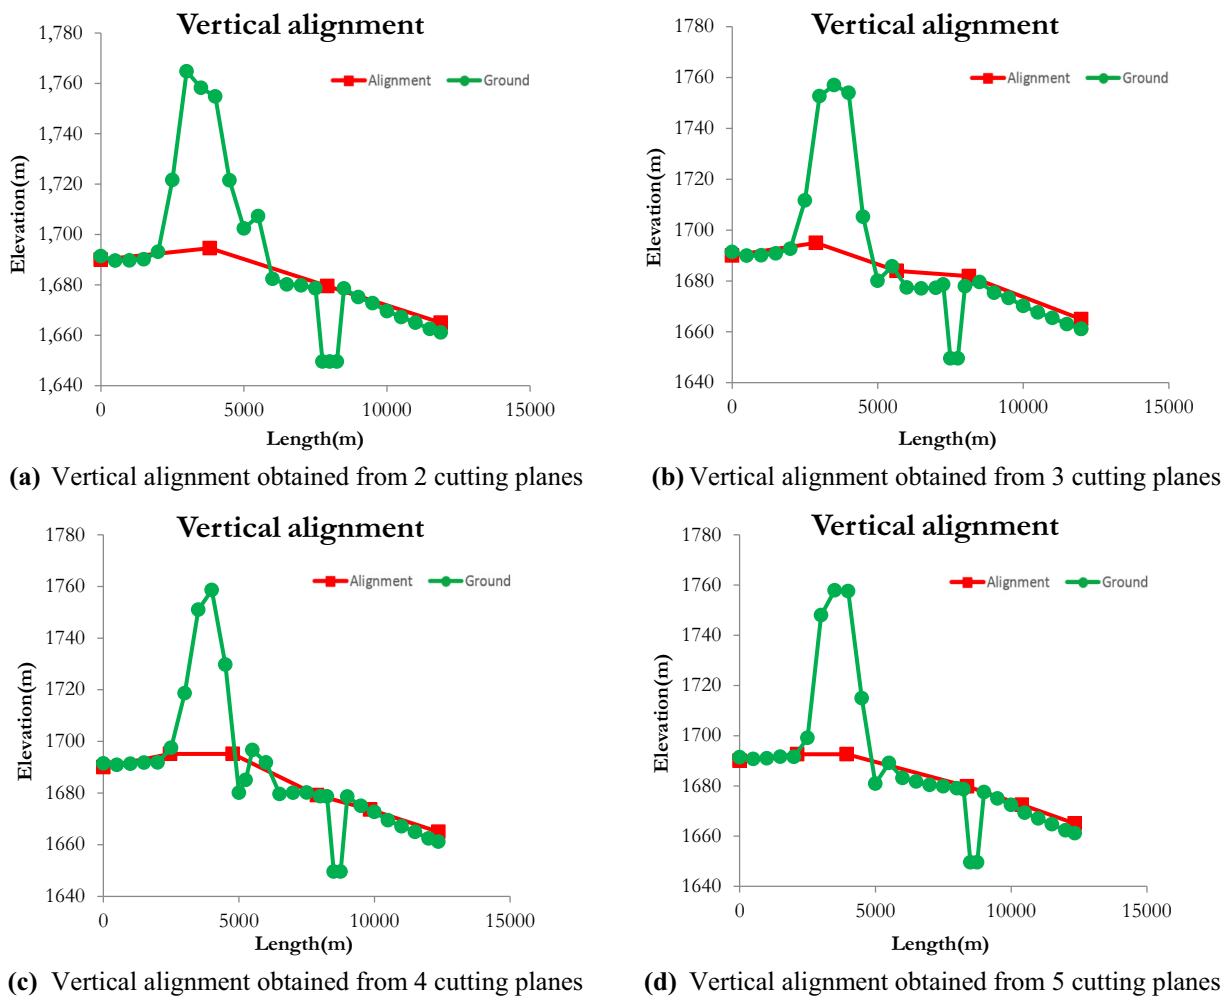 Vertical alignment
1,780
1,760
1,740
1,720
1,700
1,680
1,660
1,640
Elevation(m)
Alignment Ground
0 5000 10000 15000
Length(m)
(a) Vertical alignment obtained from 2 cutting planes
Vertical alignment
1780
1760
1740
1720
1700
1680
1660
1640
Elevation(m)
Alignment Ground
0 5000 10000 15000
Length(m)
(b) Vertical alignment obtained from 3 cutting planes
Vertical alignment
1780
1760
1740
1720
1700
1680
1660
1640
Elevation(m)
Alignment Ground
0 5000 10000 15000
Length(m)
(c) Vertical alignment obtained from 4 cutting planes
Vertical alignment
1780
1760
1740
1720
1700
1680
1660
1640
Elevation(m)
Alignment Ground
0 5000 10000 15000
Length(m)
(d) Vertical alignment obtained from 5 cutting planes